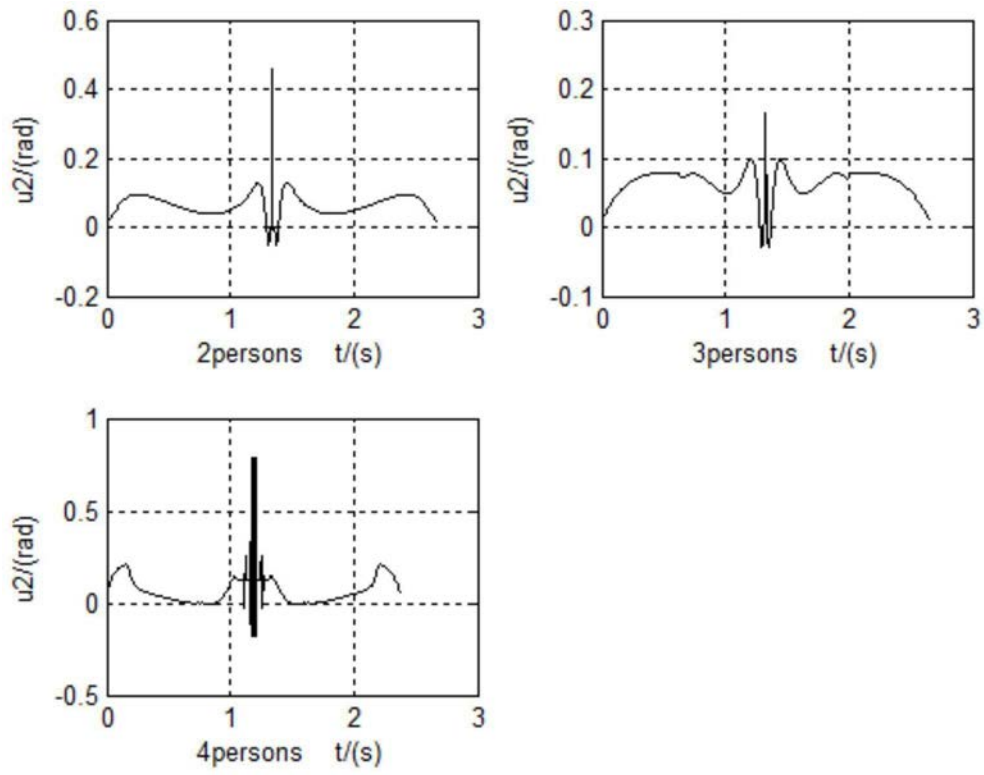 0.6
0.4
0.2
0
-0.2
u2/(rad)
0 1 2 3
2persons t/(s)
0.3
0.2
0.1
0
-0.1
u2/(rad)
0 1 2 3
3persons t/(s)
1
0.5
0
-0.5
u2/(rad)
0 1 2 3
4persons t/(s)